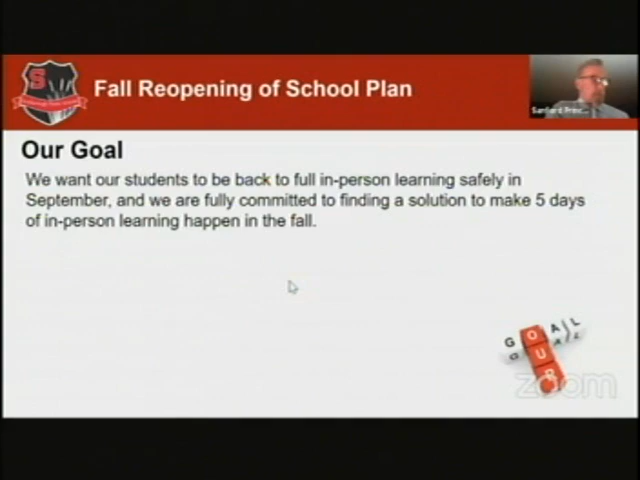 S
Fall Reopening of School Plan
Our Goal
We want our students to be back to full in-person learning safely in
September, and we are fully committed to finding a solution to make 5 days
of in-person learning happen in the fall.
GOAL
OUR
zoom